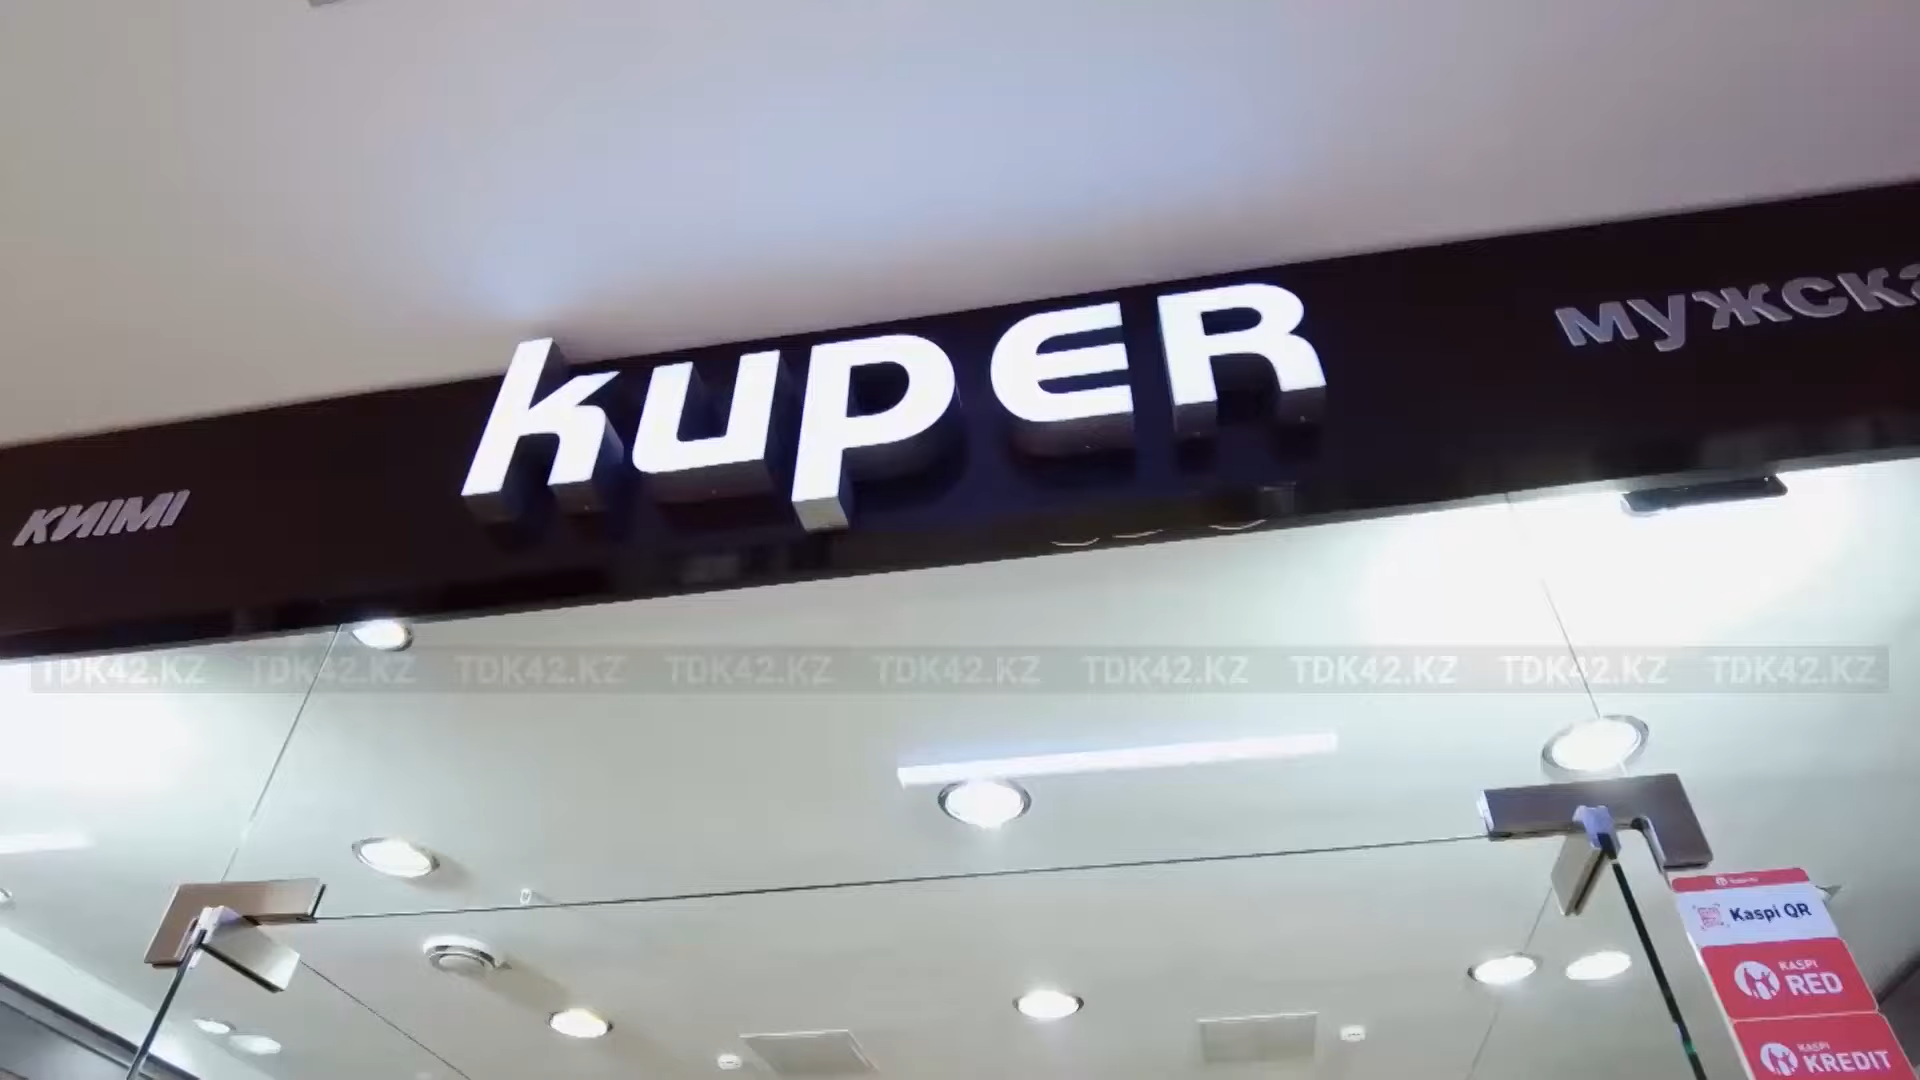 киімі
kuper
мужска
TDK42.KZ TDK42.KZ TDK42.KZ TDK42.KZ TDK42.KZ TDK42.KZ TDK42.KZ TDK42.KZ TDK42.KZ
Kaspi QR
KASPI
RED
KASPI
KREDIT